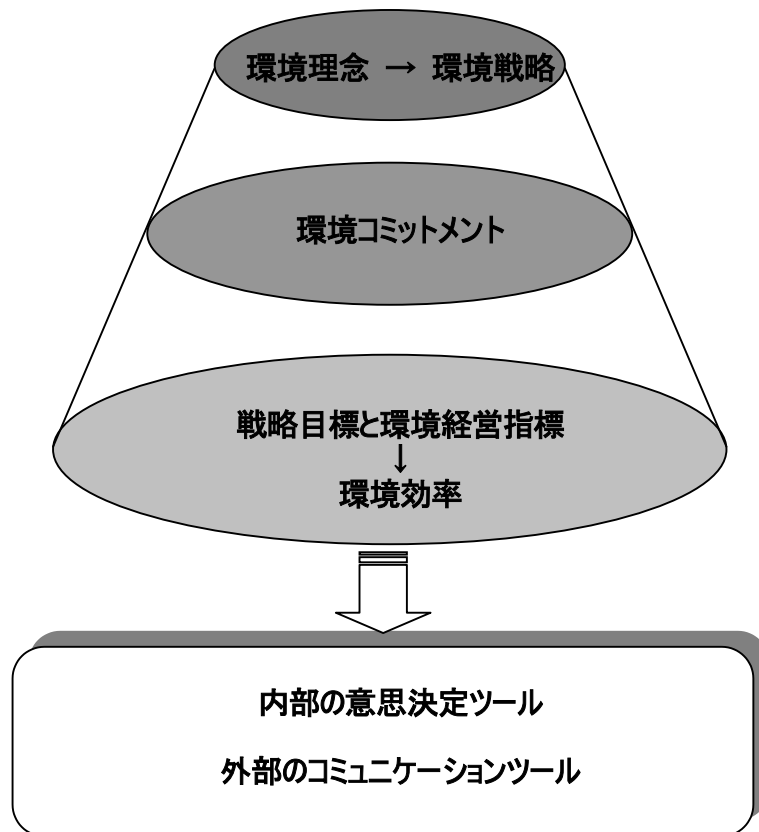 環境理念 → 環境戦略
環境コミットメント
戦略目標と環境経営指標
↓
環境効率
内部の意思決定ツール
外部のコミュニケーションツール